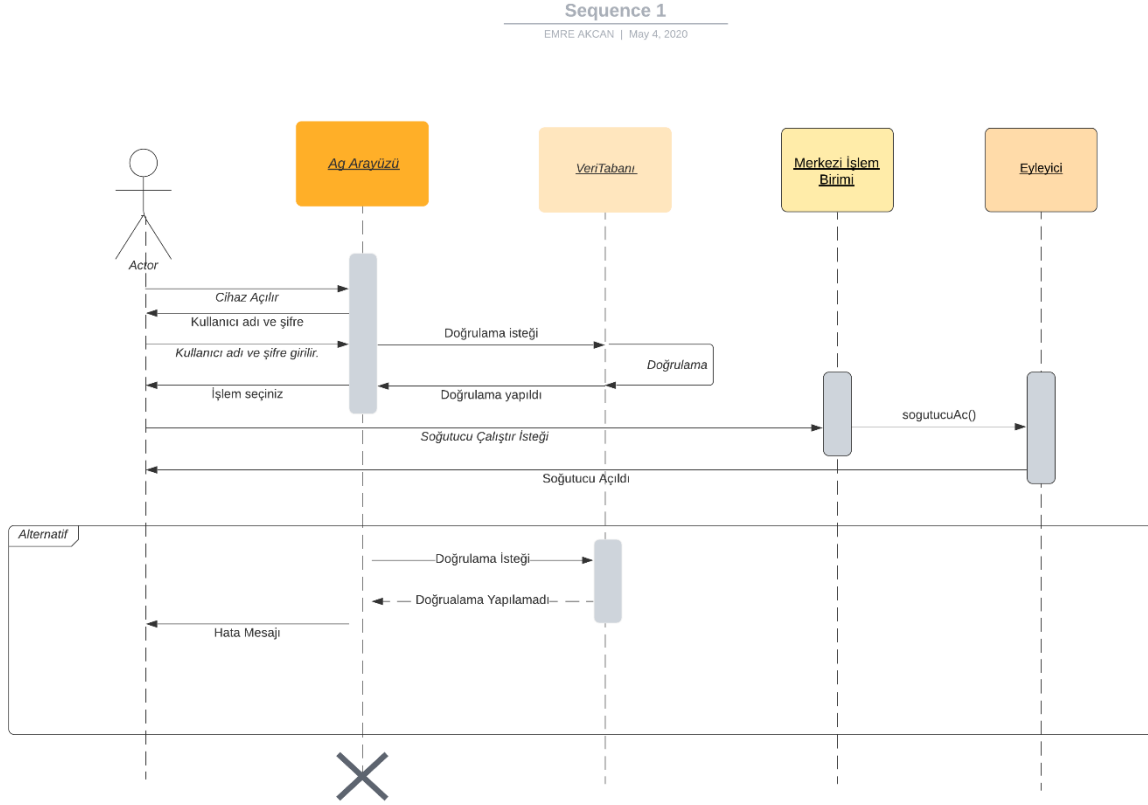 Sequence 1
EMRE AKCAN | May 4, 2020
Ag Arayüzü
VeriTabanı
Merkezi İşlem
Birimi
Eyleyici
Actor
Cihaz Açılır
Kullanıcı adı ve şifre
Doğrulama isteği
Kullanıcı adı ve şifre girilir.
Doğrulama
İşlem seçiniz
Doğrulama yapıldı
sogutucuAc()
Soğutucu Çalıştır İsteği
Soğutucu Açıldı
Alternatif
Doğrulama İsteği
Doğrualama Yapılamadı
Hata Mesajı